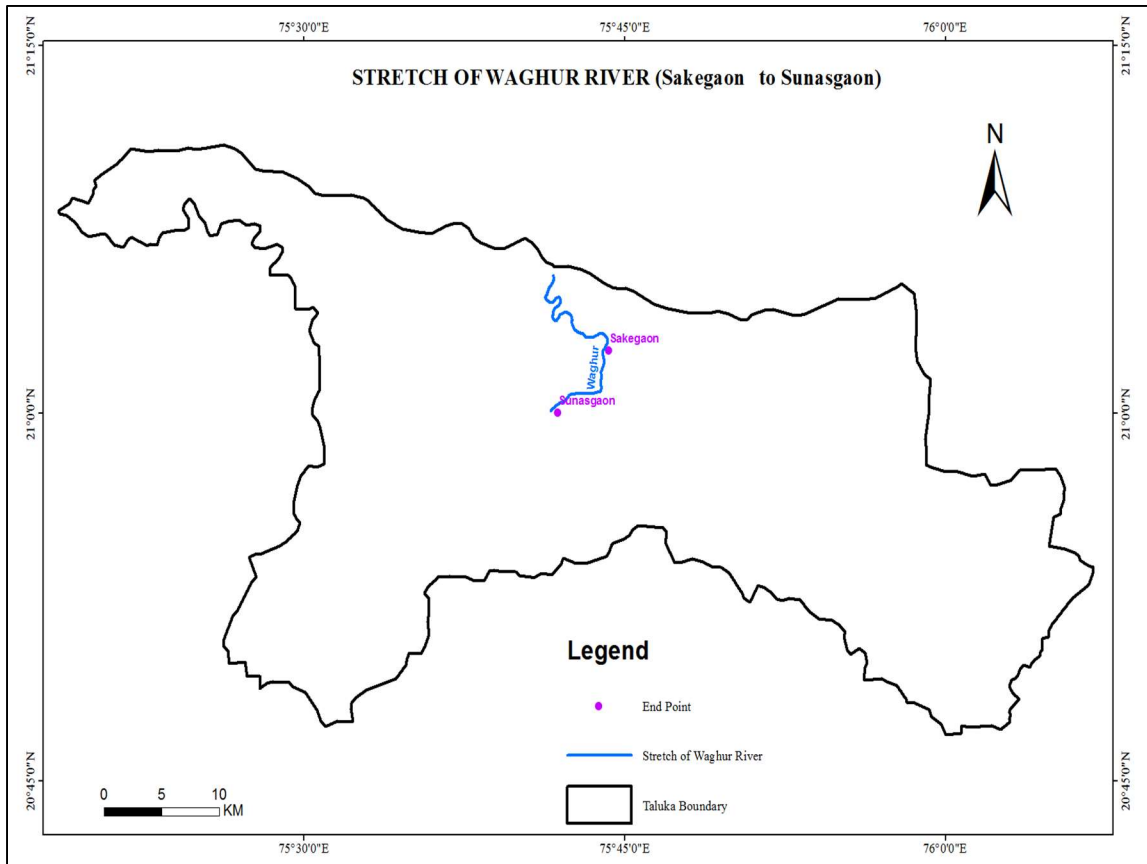 75°30'0"E 75°45'0"E 76°0'0"E
21°15'0"N 21°15'0"N
STRETCH OF WAGHUR RIVER (Sakegaon to Sunasgaon)
N
Sakegaon
Waghur
Sunasgaon
21°0'0"N 21°0'0"N
Legend
End Point
Stretch of Waghur River
Taluka Boundary
20°45'0"N 20°45'0"N
0 5 10
KM
75°30'0"E 75°45'0"E 76°0'0"E